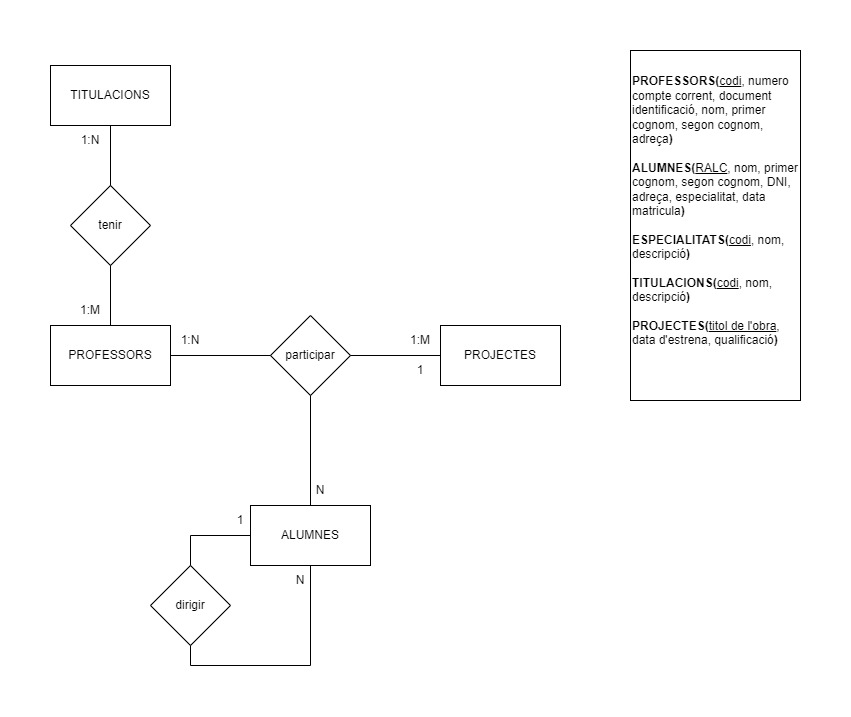 TITULACIONS
1:N
tenir
1:M
PROFESSORS
1:N
participar
1:M
1
PROJECTES
N
1
ALUMNES
N
dirigir
PROFESSORS(codi, numero
compte corrent, document
identificació, nom, primer
cognom, segon cognom,
adreça)
ALUMNES(RALC, nom, primer
cognom, segon cognom, DNI,
adreça, especialitat, data
matricula)
ESPECIALITATS(codi, nom,
descripció)
TITULACIONS(codi, nom,
descripció)
PROJECTES(titol de l'obra,
data d'estrena, qualificació)